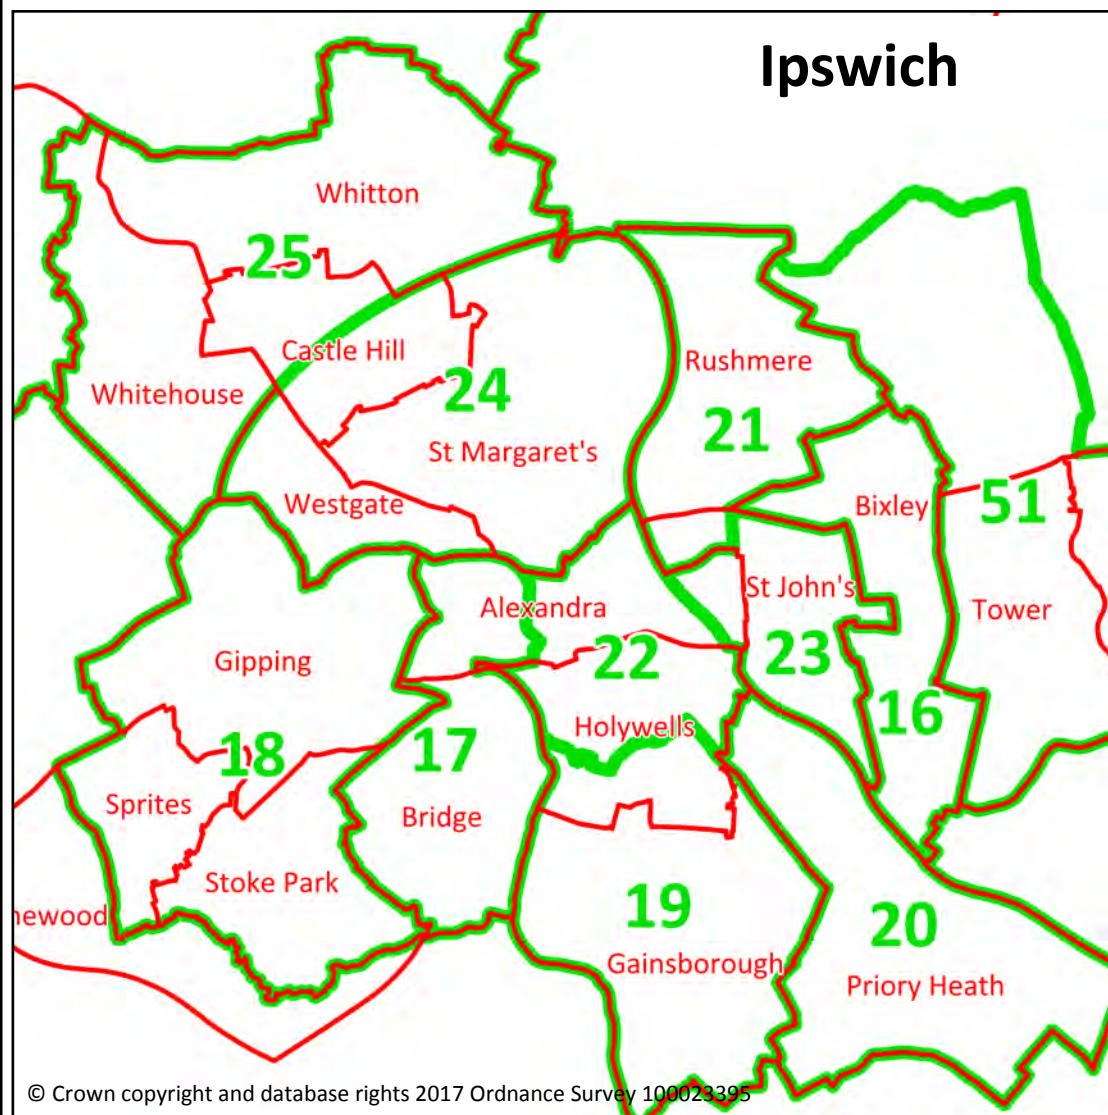 Ipswich
Whitton
25
Castle Hill
Rushmere
Whitehouse
24
21
St Margaret's
Westgate
Bixley
51
St John's
Alexandra
Tower
Gipping
22
23
16
Holywells
17
18
Sprites
Bridge
Stoke Park
19
newood
20
Gainsborough
Priory Heath
© Crown copyright and database rights 2017 Ordnance Survey 100023395